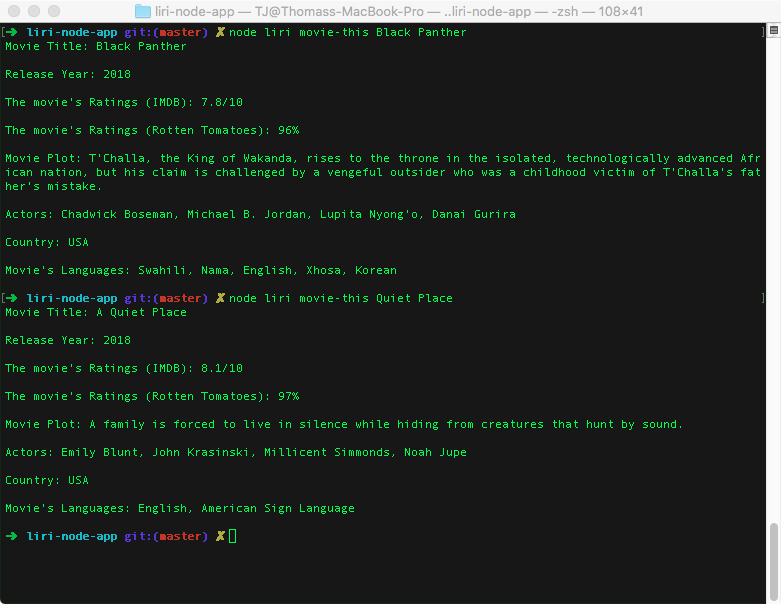 liri-node-app — TJ@Thomass-MacBook-Pro — ..liri-node-app — -zsh — 108×41
[➔ liri-node-app git:(master) ✗ node liri movie-this Black Panther ]
Movie Title: Black Panther
Release Year: 2018
The movie's Ratings (IMDB): 7.8/10
The movie's Ratings (Rotten Tomatoes): 96%
Movie Plot: T'Challa, the King of Wakanda, rises to the throne in the isolated, technologically advanced Afr
ican nation, but his claim is challenged by a vengeful outsider who was a childhood victim of T'Challa's fat
her's mistake.
Actors: Chadwick Boseman, Michael B. Jordan, Lupita Nyong'o, Danai Gurira
Country: USA
Movie's Languages: Swahili, Nama, English, Xhosa, Korean
[➔ liri-node-app git:(master) ✗ node liri movie-this Quiet Place ]
Movie Title: A Quiet Place
Release Year: 2018
The movie's Ratings (IMDB): 8.1/10
The movie's Ratings (Rotten Tomatoes): 97%
Movie Plot: A family is forced to live in silence while hiding from creatures that hunt by sound.
Actors: Emily Blunt, John Krasinski, Millicent Simmonds, Noah Jupe
Country: USA
Movie's Languages: English, American Sign Language
➔ liri-node-app git:(master) ✗